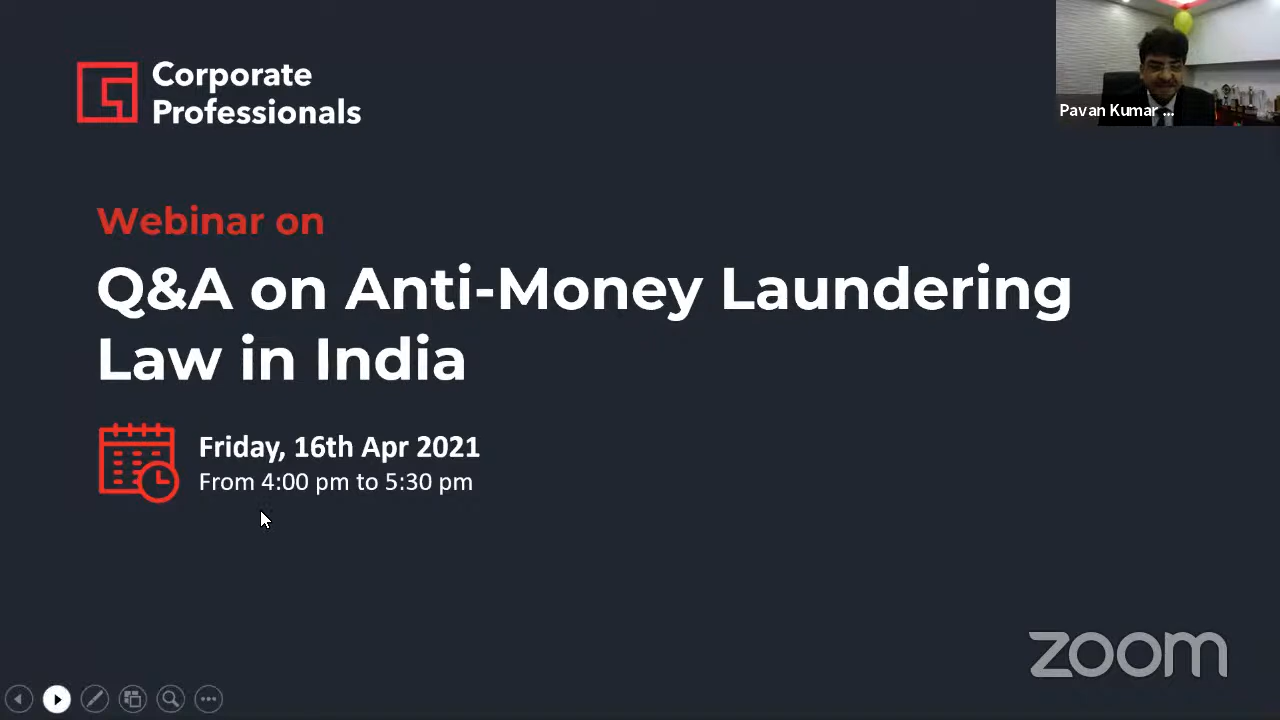 Corporate
Professionals
Pavan Kumar ...
Webinar on
Q&A on Anti-Money Laundering
Law in India
Friday, 16th Apr 2021
From 4:00 pm to 5:30 pm
zoom